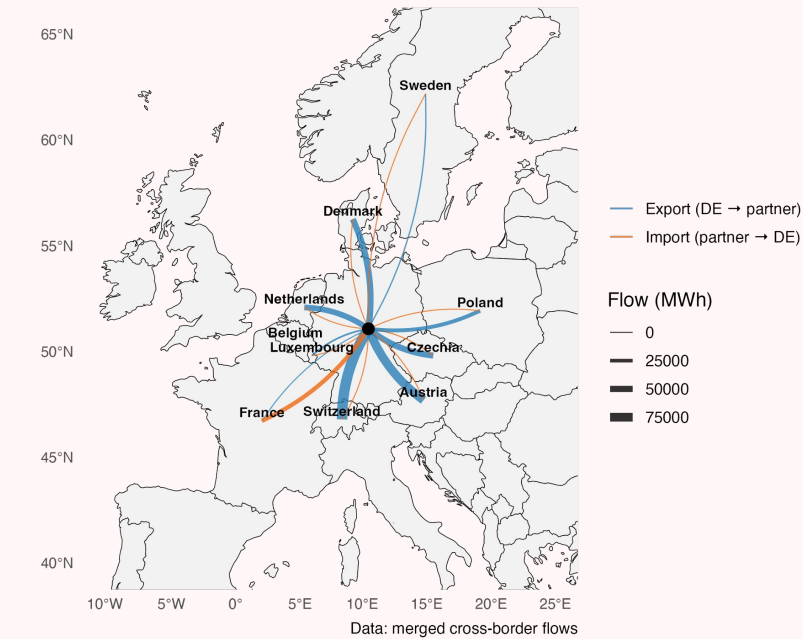 65°N
60°N
55°N
50°N
45°N
40°N
10°W
5°W
0°
5°E
10°E
15°E
20°E
25°E
Sweden
Denmark
Netherlands
Poland
Belgium
Luxembourg
Czechia
Austria
France
Switzerland
Export (DE → partner)
Import (partner → DE)
Flow (MWh)
0
25000
50000
75000
Data: merged cross-border flows